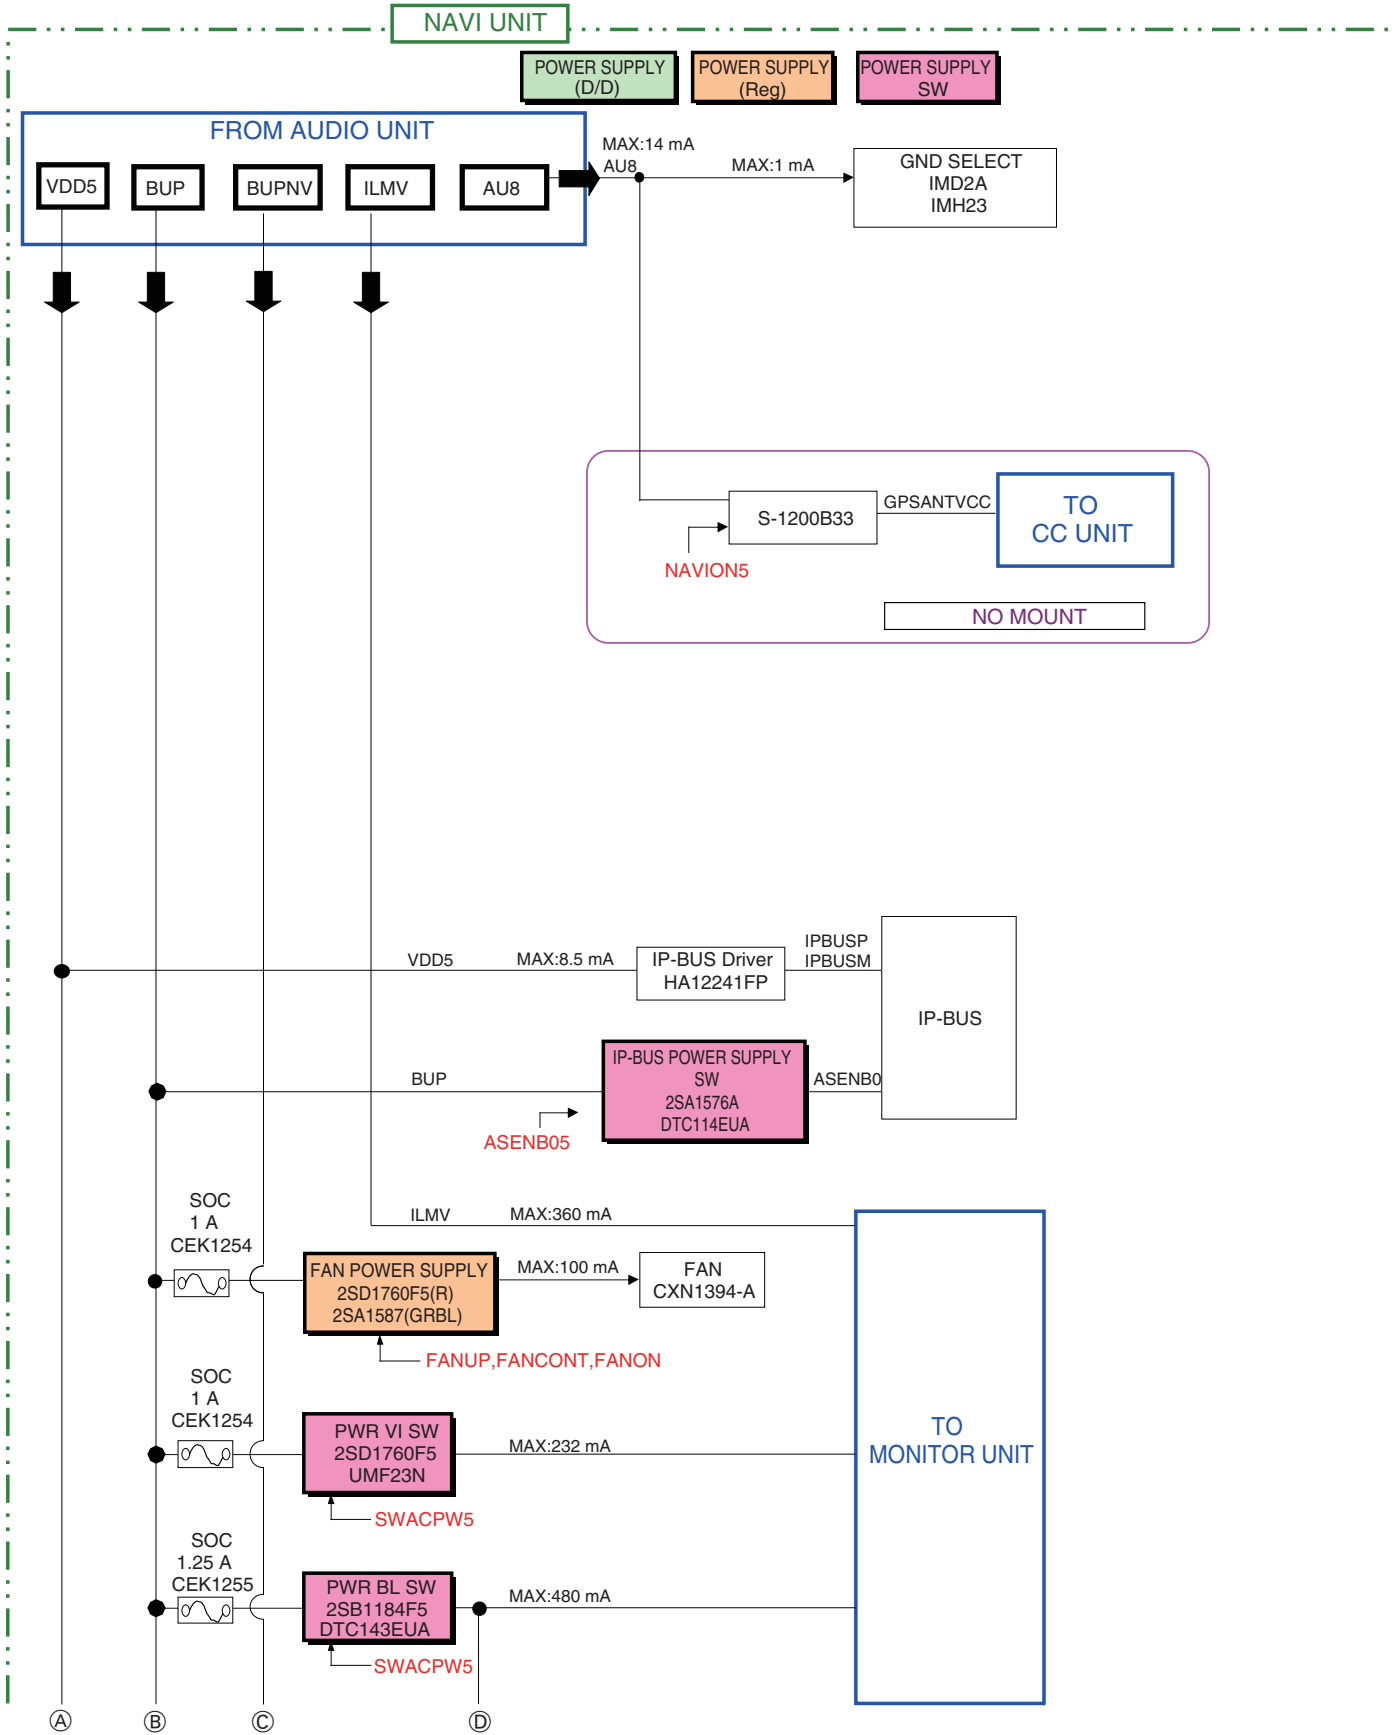 NAVI UNIT
POWER SUPPLY
(D/D)
POWER SUPPLY
(Reg)
POWER SUPPLY
SW
FROM AUDIO UNIT
VDD5
BUP
BUPNV
ILMV
AU8
MAX:14 mA
AU8
MAX:1 mA
GND SELECT
IMD2A
IMH23
S-1200B33
GPSANTVCC
TO
CC UNIT
NAVION5
NO MOUNT
VDD5
MAX:8.5 mA
IP-BUS Driver
HA12241FP
IPBUSP
IPBUSM
IP-BUS
BUP
IP-BUS POWER SUPPLY
SW
2SA1576A
DTC114EUA
ASENB0
ASENB05
SOC
1 A
CEK1254
ILMV
MAX:360 mA
FAN POWER SUPPLY
2SD1760F5(R)
2SA1587(GRBL)
MAX:100 mA
FAN
CXN1394-A
FANUP,FANCONT,FANON
SOC
1 A
CEK1254
PWR VI SW
2SD1760F5
UMF23N
MAX:232 mA
TO
MONITOR UNIT
SWACPW5
SOC
1.25 A
CEK1255
PWR BL SW
2SB1184F5
DTC143EUA
MAX:480 mA
SWACPW5
A
B
C
D